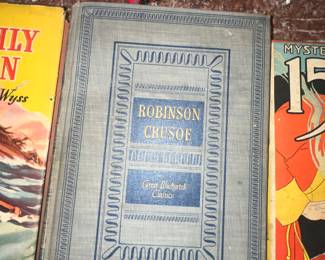 ILY
N
Wyss
ROBINSON
CRUSOE
Great Illustrated
Classics
MYSTE
15